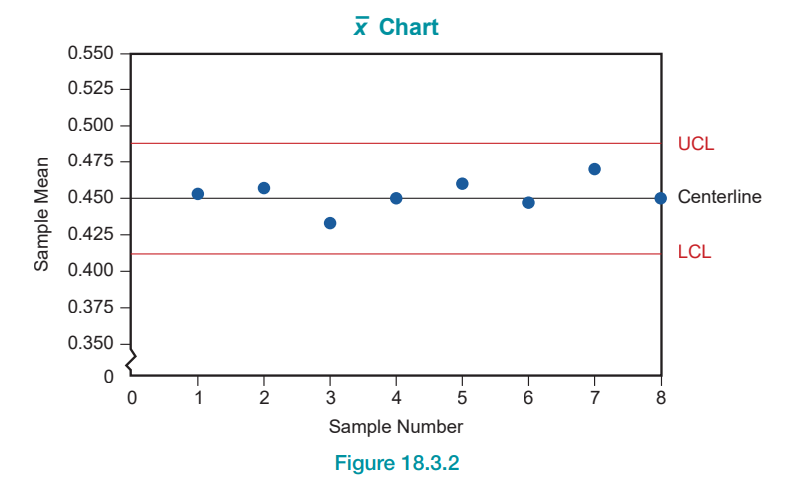 x̅ Chart
0.550
0.525
0.500
0.475
0.450
0.425
0.400
0.375
0.350
0
Sample Mean
UCL
Centerline
LCL
0 1 2 3 4 5 6 7 8
Sample Number
Figure 18.3.2